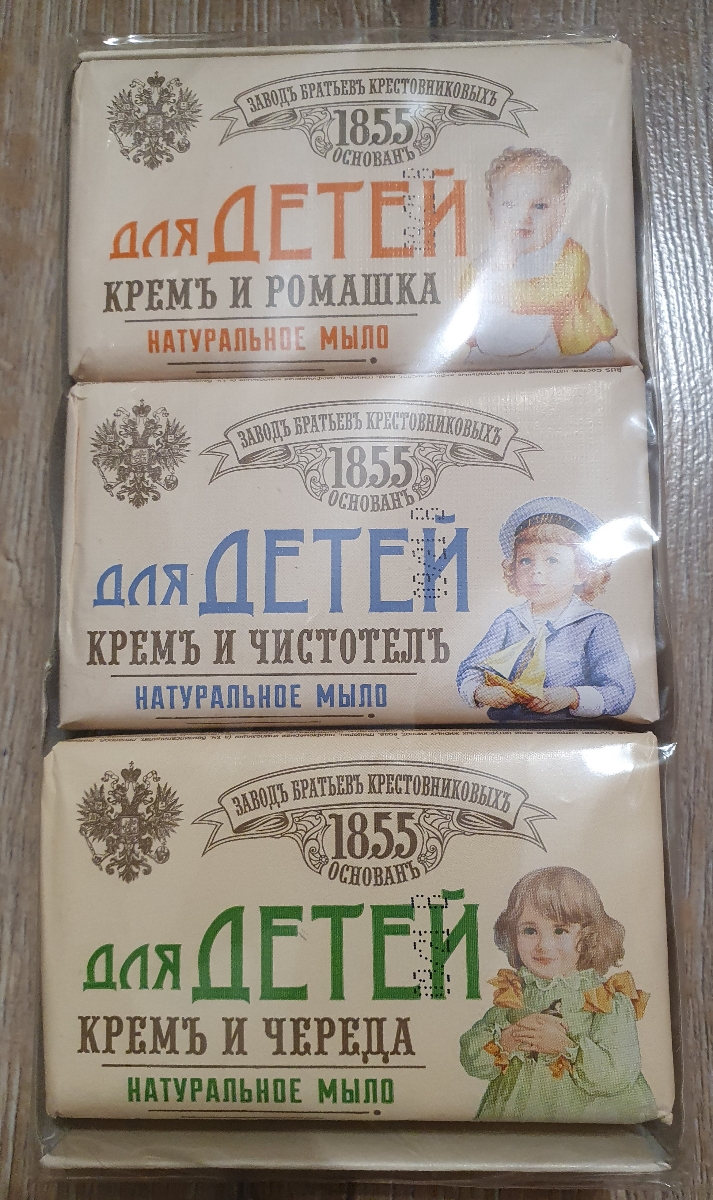 ЗАВОДЪ БРАТЬЕВЪ КРЕСТОВНИКОВЫХЪ
1855
ОСНОВАНЪ
ДЛЯ ДЕТЕЙ
КРЕМЪ И РОМАШКА
НАТУРАЛЬНОЕ МЫЛО
ЗАВОДЪ БРАТЬЕВЪ КРЕСТОВНИКОВЫХЪ
1855
ОСНОВАНЪ
ДЛЯ ДЕТЕЙ
КРЕМЪ И ЧИСТОТЕЛЪ
НАТУРАЛЬНОЕ МЫЛО
ЗАВОДЪ БРАТЬЕВЪ КРЕСТОВНИКОВЫХЪ
1855
ОСНОВАНЪ
ДЛЯ ДЕТЕЙ
КРЕМЪ И ЧЕРЕДА
НАТУРАЛЬНОЕ МЫЛО